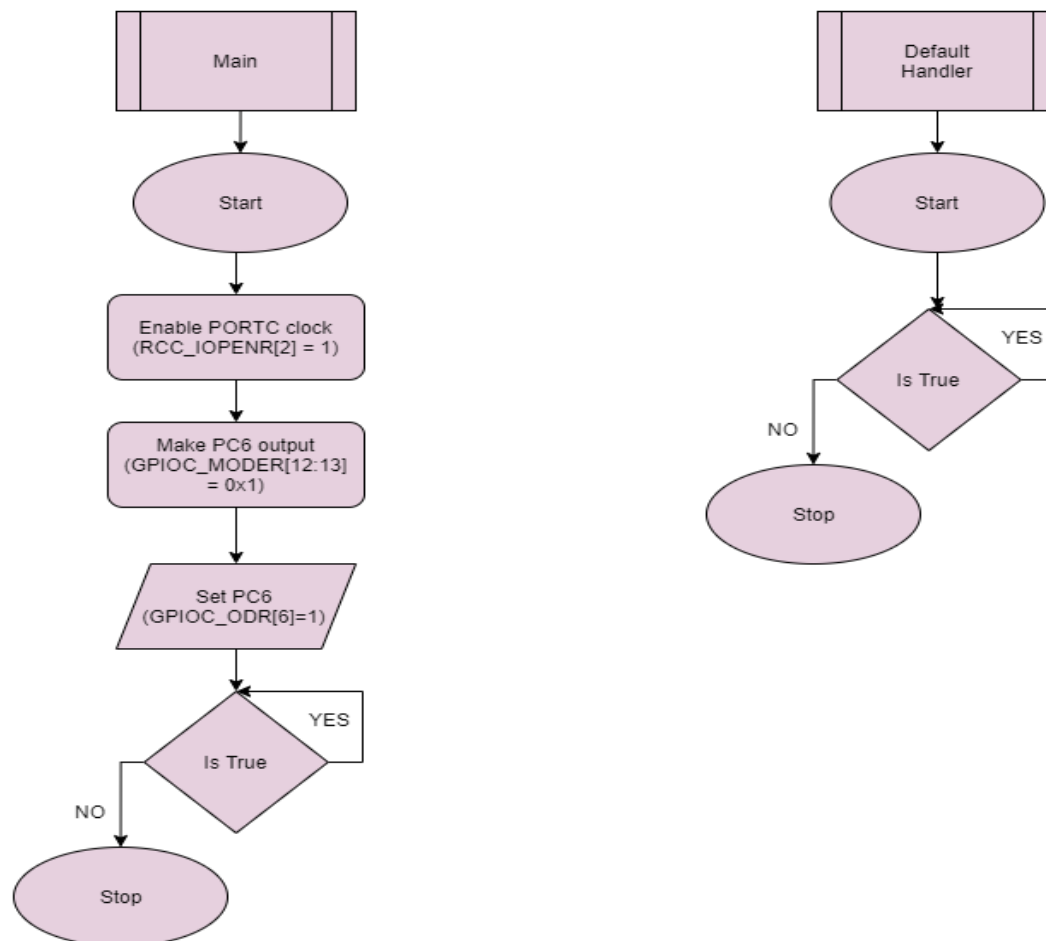 Main
Start
Enable PORTC clock
(RCC_IOPENR[2] = 1)
Make PC6 output
(GPIOC_MODER[12:13]
= 0x1)
Set PC6
(GPIOC_ODR[6]=1)
YES
Is True
NO
Stop
Default
Handler
Start
YES
Is True
NO
Stop